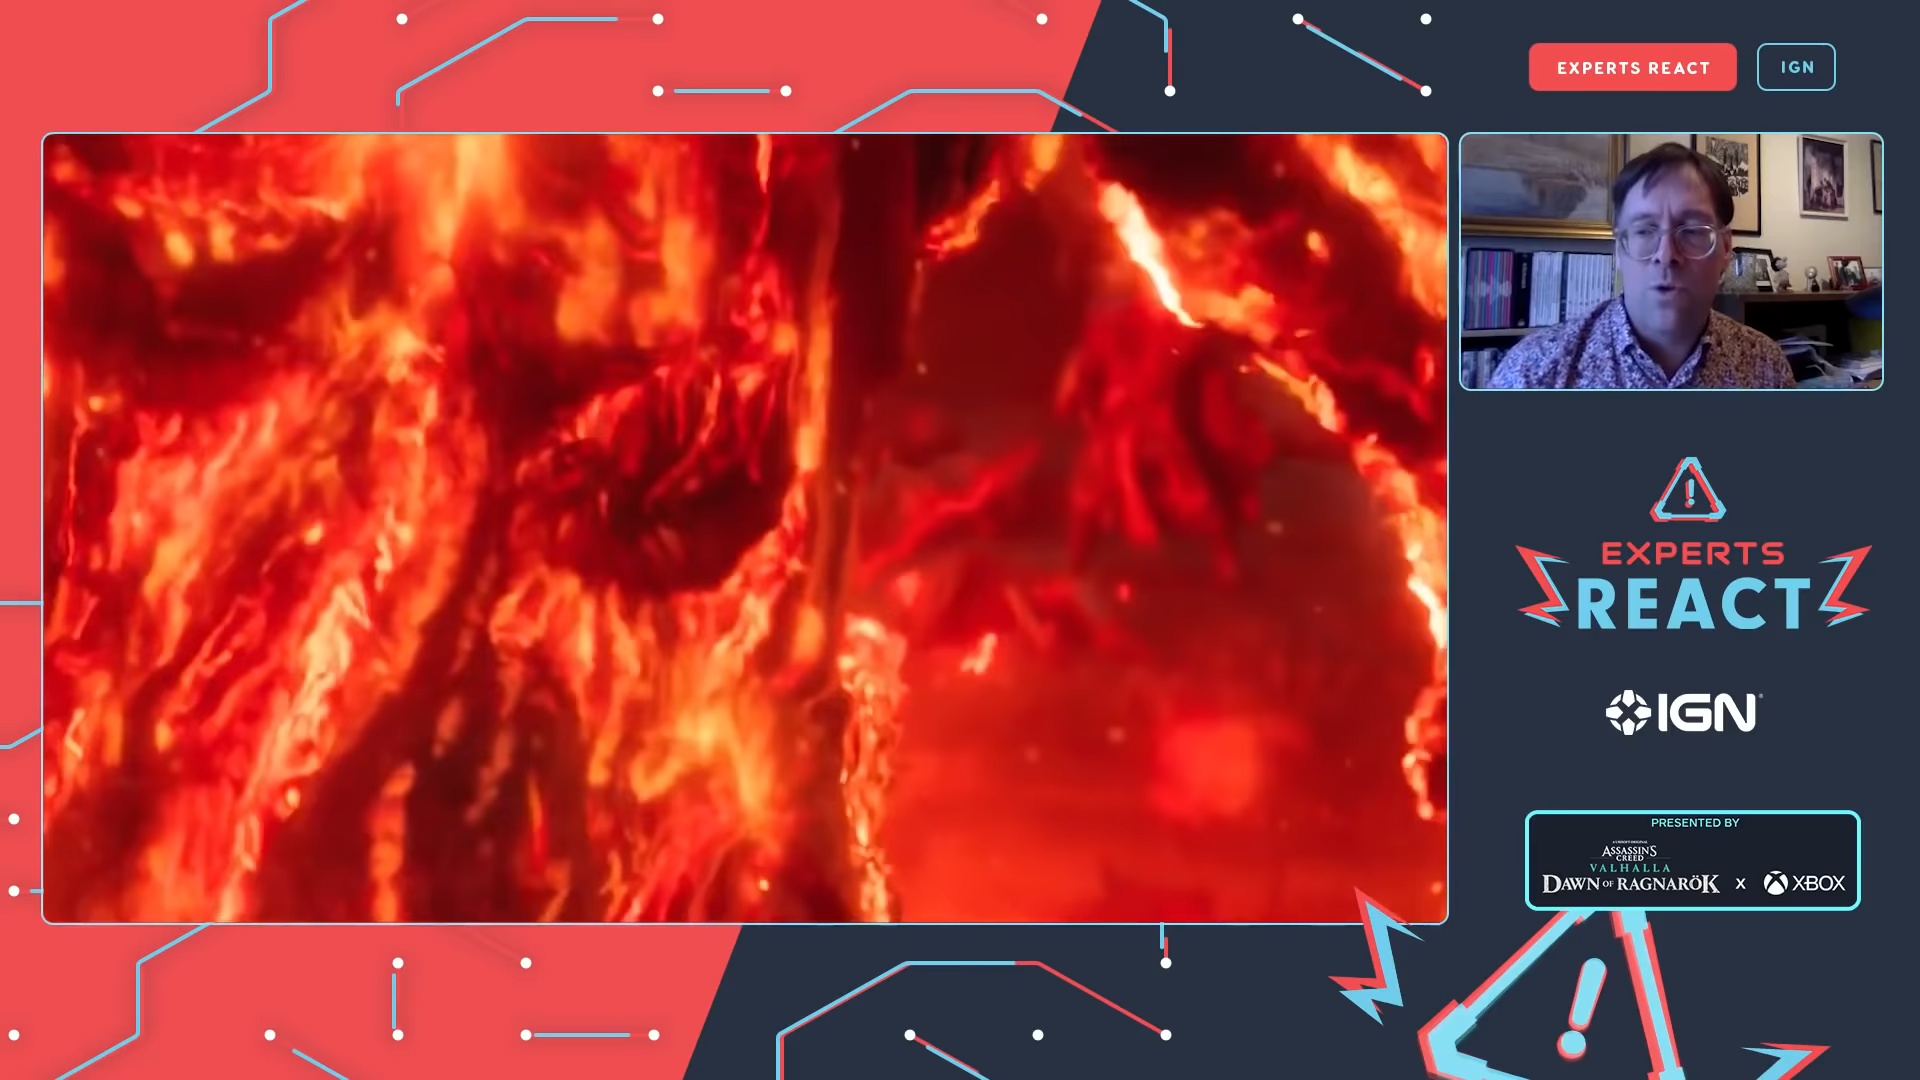 EXPERTS REACT
IGN
EXPERTS
REACT
IGN
PRESENTED BY
ASSASSIN'S
CREED
VALHALLA
DAWN OF RAGNARÖK X XBOX